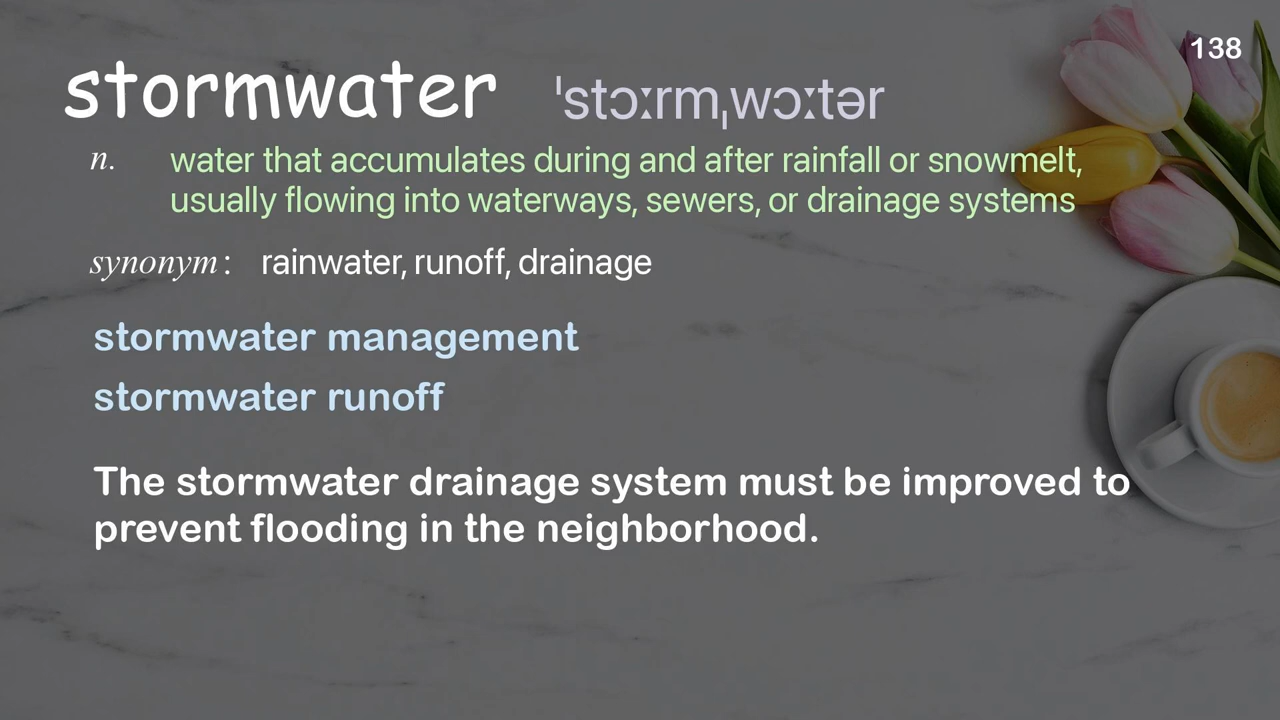 138
stormwater ˈstɔːrmˌwɔːtər
n. water that accumulates during and after rainfall or snowmelt,
usually flowing into waterways, sewers, or drainage systems
synonym : rainwater, runoff, drainage
stormwater management
stormwater runoff
The stormwater drainage system must be improved to
prevent flooding in the neighborhood.